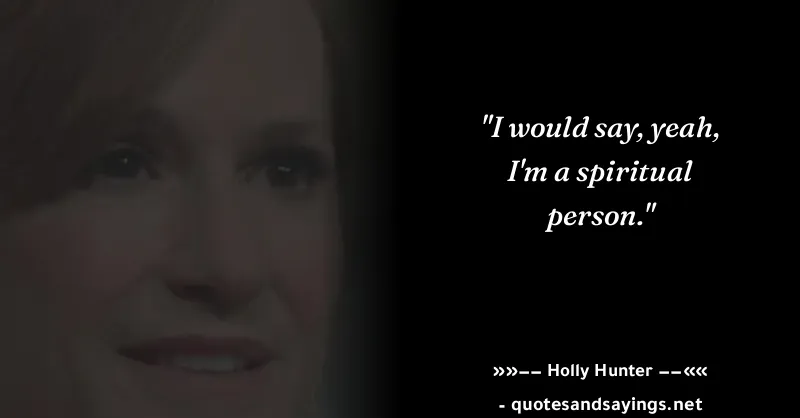 "I would say, yeah,
I'm a spiritual
person."
»»−− Holly Hunter −−««
- quotesandsayings.net